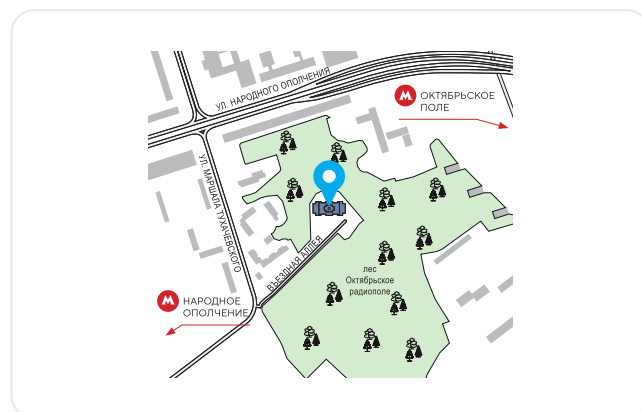 УЛ. НАРОДНОГО ОПОЛЧЕНИЯ
М ОКТЯБРЬСКОЕ
ПОЛЕ
УЛ. МАРШАЛА ТУХАЧЕВСКОГО
ВЪЕЗДНАЯ АЛЛЕЯ
лес
Октябрьское
радиополе
М НАРОДНОЕ
ОПОЛЧЕНИЕ